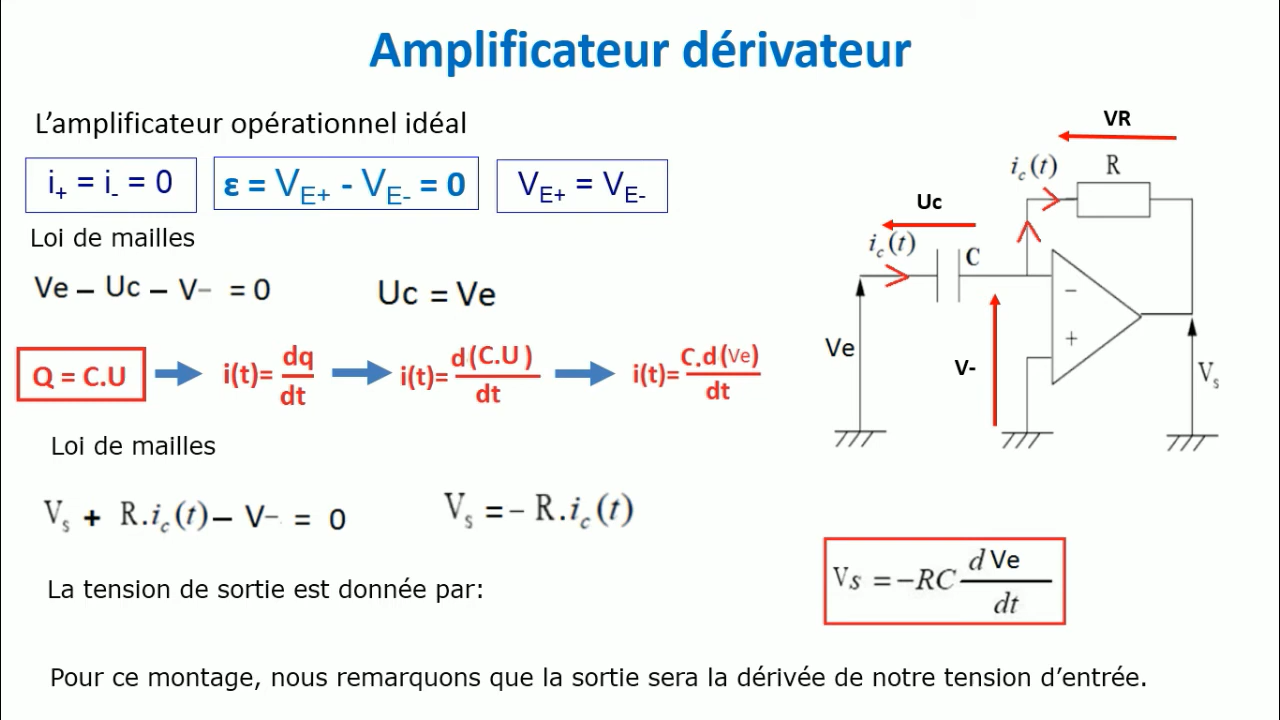 Amplificateur dérivateur
L’amplificateur opérationnel idéal
i+ = i- = 0
ε = VE+ - VE- = 0
VE+ = VE-
Loi de mailles
Ve – Uc – V– = 0
Uc = Ve
Q = C.U
i(t)= dq/dt
i(t)= d(C.U)/dt
i(t)= C.d(Ve)/dt
Loi de mailles
Vs + R.ic(t) – V– = 0
Vs = – R.ic(t)
La tension de sortie est donnée par:
Vs = –RC d Ve/dt
Pour ce montage, nous remarquons que la sortie sera la dérivée de notre tension d’entrée.
VR
ic(t)
R
Uc
ic(t)
C
–
+
Ve
V-
Vs